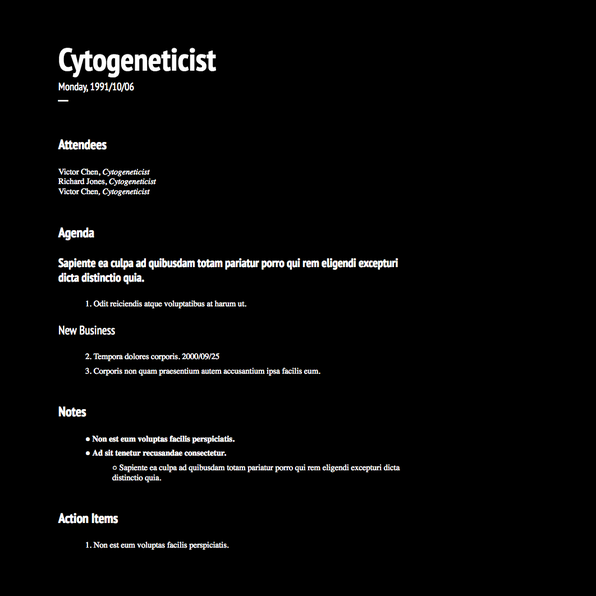 Cytogeneticist
Monday, 1991/10/06
Attendees
Victor Chen, Cytogeneticist
Richard Jones, Cytogeneticist
Victor Chen, Cytogeneticist
Agenda
Sapiente ea culpa ad quibusdam totam pariatur porro qui rem eligendi excepturi
dicta distinctio quia.
1. Odit reiciendis atque voluptatibus at harum ut.
New Business
2. Tempora dolores corporis. 2000/09/25
3. Corporis non quam praesentium autem accusantium ipsa facilis eum.
Notes
● Non est eum voluptas facilis perspiciatis.
● Ad sit tenetur recusandae consectetur.
○ Sapiente ea culpa ad quibusdam totam pariatur porro qui rem eligendi excepturi dicta
distinctio quia.
Action Items
1. Non est eum voluptas facilis perspiciatis.